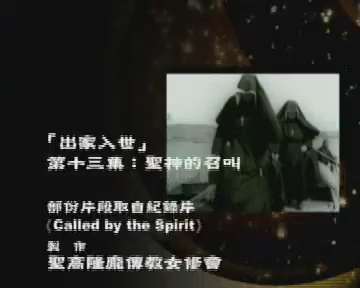 「出家入世」
第十三集：聖神的召叫
部份片段取自紀錄片
《Called by the Spirit》
製 作
聖高隆龐傳教女修會